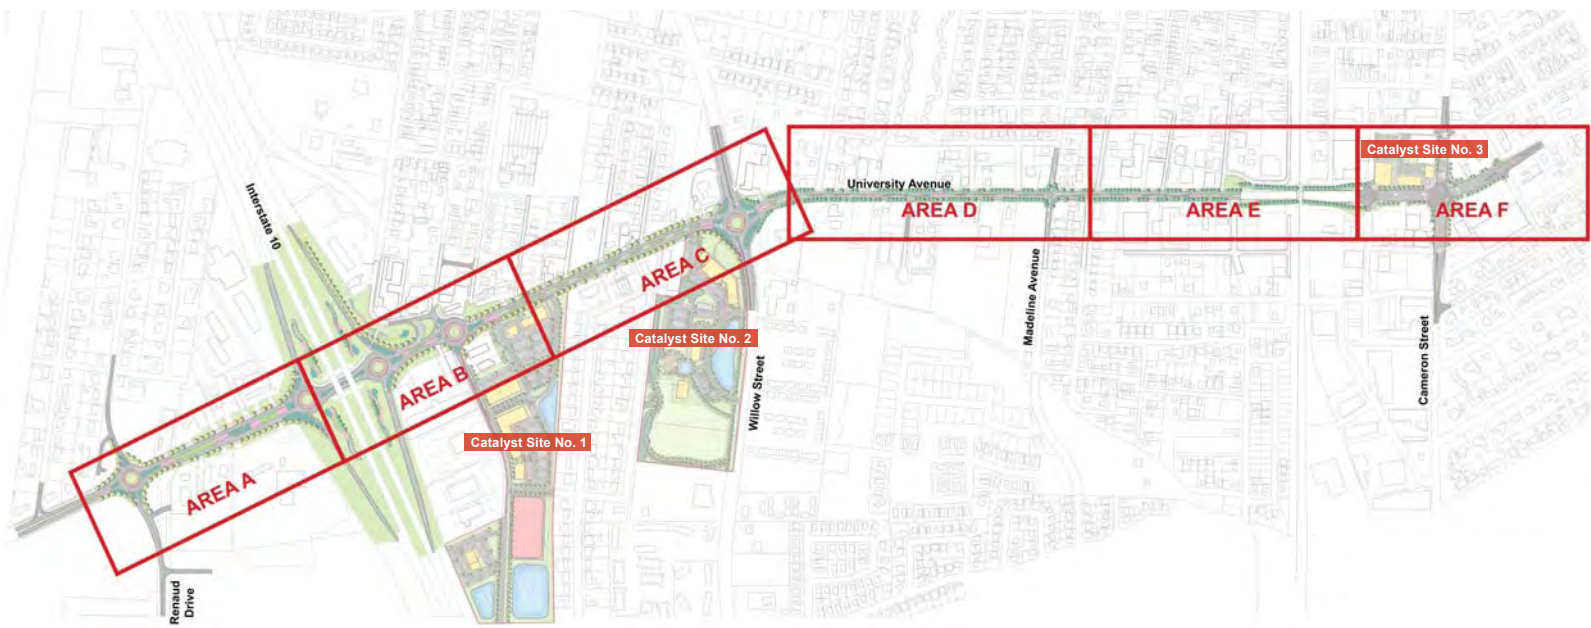 Catalyst Site No. 3
University Avenue
Interstate 10
AREA D
AREA E
AREA F
AREA C
Madeline Avenue
Catalyst Site No. 2
Cameron Street
AREA B
Willow Street
Catalyst Site No. 1
AREA A
Renaud
Drive